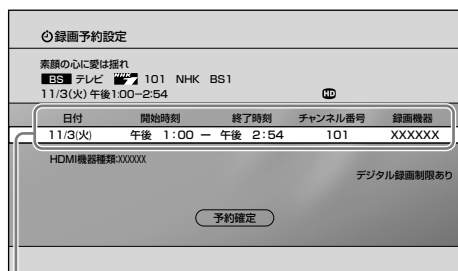 録画予約設定
素顔の心に愛は揺れ
BS テレビ NHK 101 NHK BS1
11/3(火) 午後1:00−2:54 HD
日付 開始時刻 終了時刻 チャンネル番号 録画機器
11/3(火) 午後 1:00 − 午後 2:54 101 XXXXXX
HDMI機器種類:XXXXXX
デジタル録画制限あり
予約確定